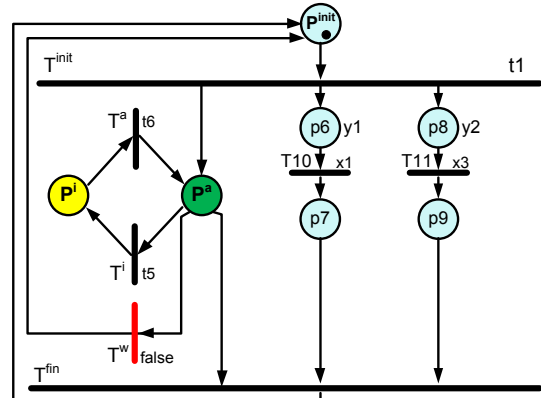 P^init
T^init t1
T^a t6
p6 y1
p8 y2
T10 x1
T11 x3
P^i
P^a
p7
p9
T^i t5
T^w false
T^fin